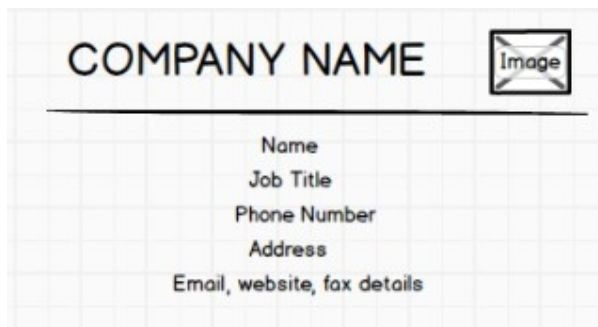 COMPANY NAME
Image
Name
Job Title
Phone Number
Address
Email, website, fax details